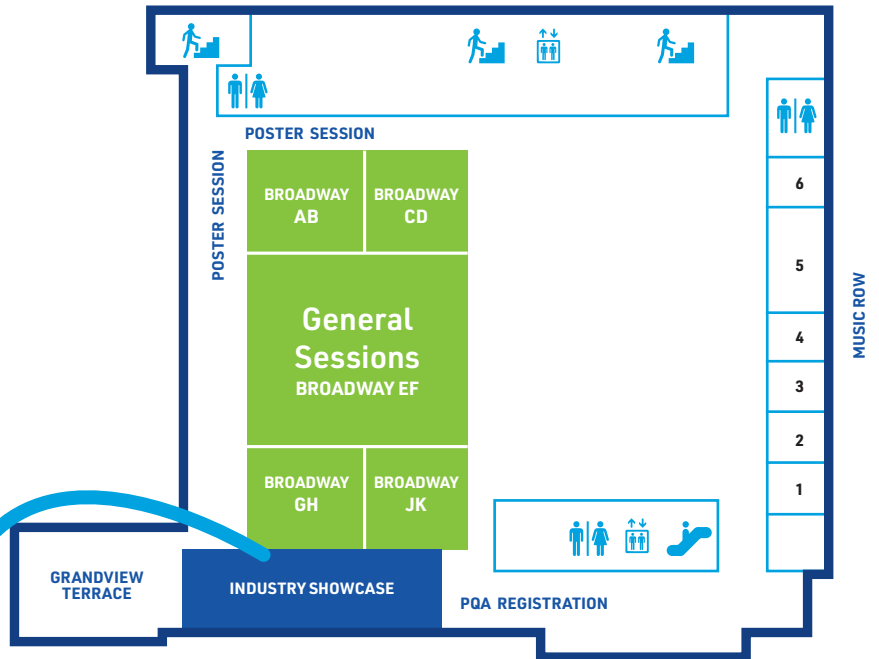 POSTER SESSION
POSTER SESSION
BROADWAY
AB
BROADWAY
CD
General
Sessions
BROADWAY EF
BROADWAY
GH
BROADWAY
JK
6
5
4
3
2
1
MUSIC ROW
GRANDVIEW
TERRACE
INDUSTRY SHOWCASE
PQA REGISTRATION